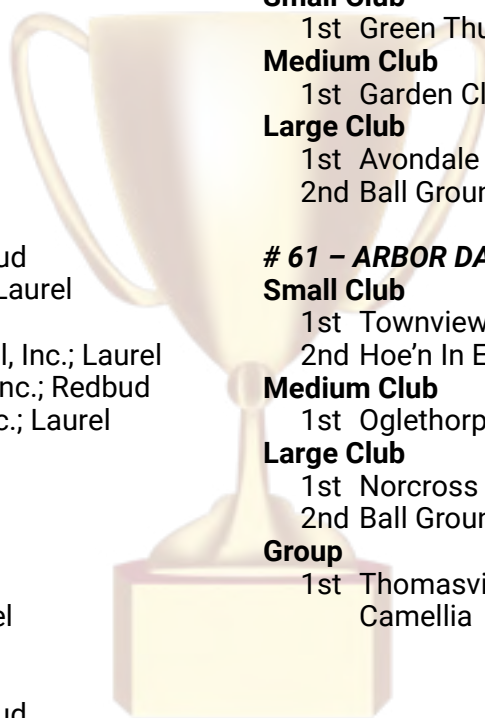 ud
Laurel
l, Inc.; Laurel
nc.; Redbud
c.; Laurel
el
ud
Small Club
1st Green Thu
Medium Club
1st Garden Cl
Large Club
1st Avondale
2nd Ball Groun
# 61 – ARBOR DA
Small Club
1st Townview
2nd Hoe’n In E
Medium Club
1st Oglethorp
Large Club
1st Norcross
2nd Ball Groun
Group
1st Thomasvi
Camellia